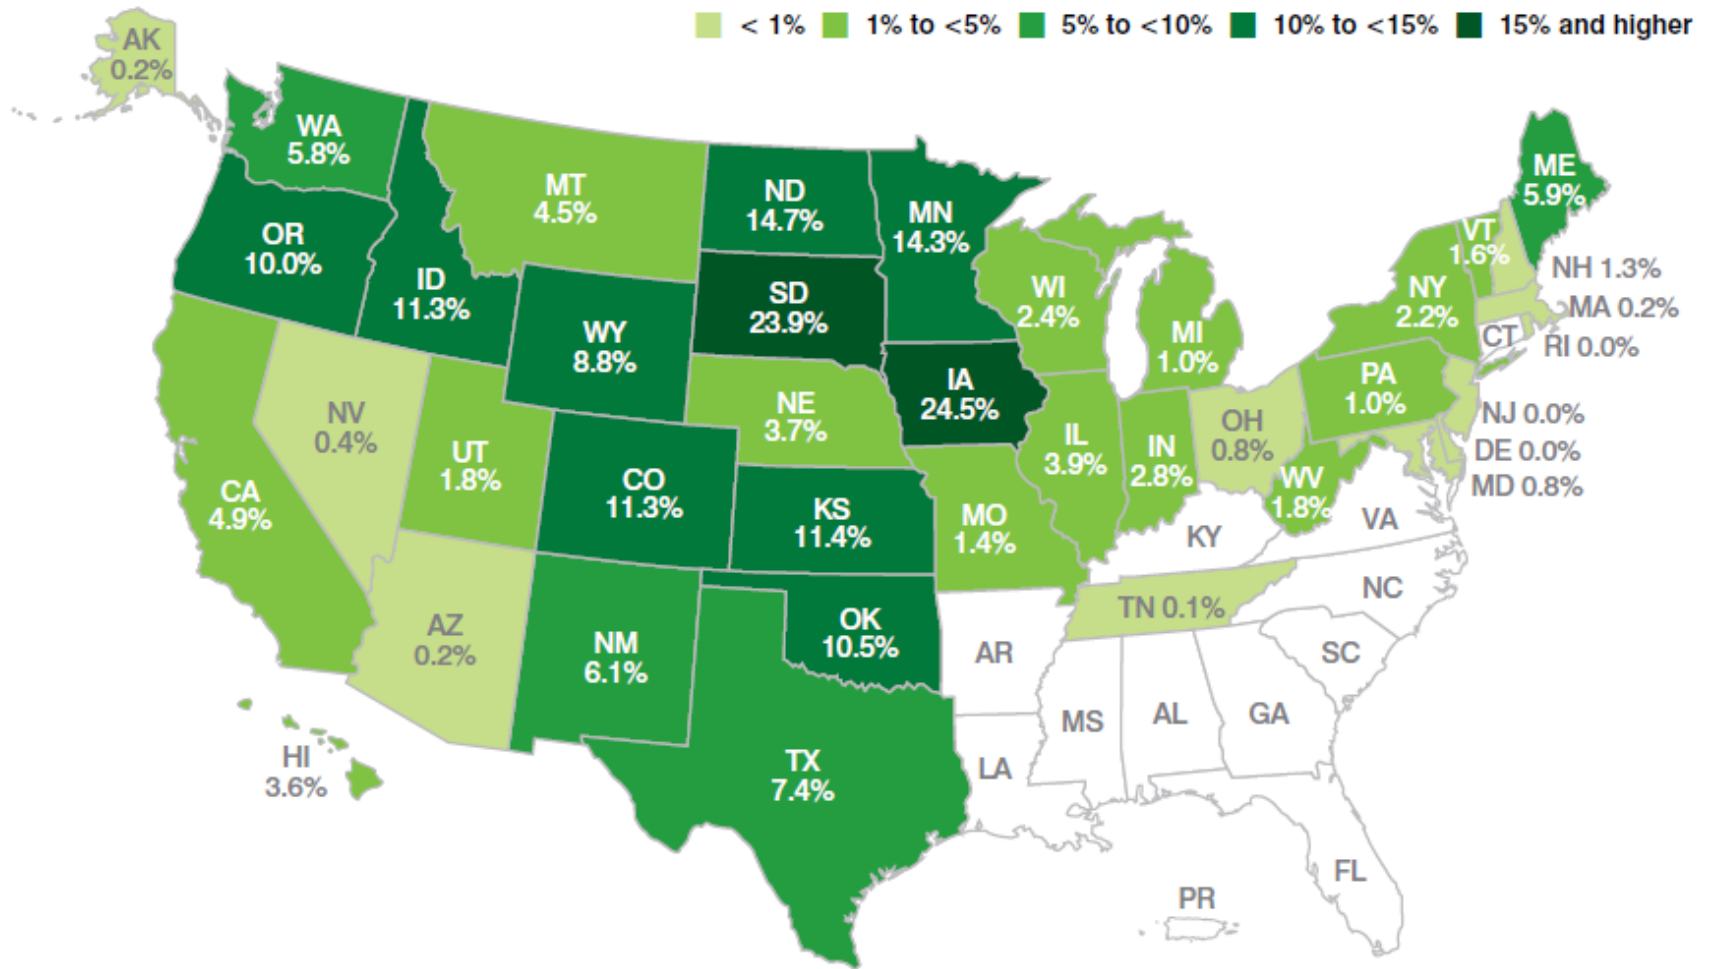 < 1% 1% to <5% 5% to <10% 10% to <15% 15% and higher
AK
0.2%
WA
5.8%
MT
4.5%
ND
14.7%
MN
14.3%
ME
5.9%
OR
10.0%
ID
11.3%
WY
8.8%
SD
23.9%
WI
2.4%
MI
1.0%
VT
1.6%
NY
2.2%
NH 1.3%
MA 0.2%
CT
RI 0.0%
NV
0.4%
UT
1.8%
NE
3.7%
IA
24.5%
IL
3.9%
IN
2.8%
OH
0.8%
PA
1.0%
NJ 0.0%
DE 0.0%
MD 0.8%
CA
4.9%
CO
11.3%
KS
11.4%
MO
1.4%
WV
1.8%
KY
VA
AZ
0.2%
NM
6.1%
OK
10.5%
AR
TN 0.1%
NC
SC
HI
3.6%
TX
7.4%
LA
MS
AL
GA
FL
PR